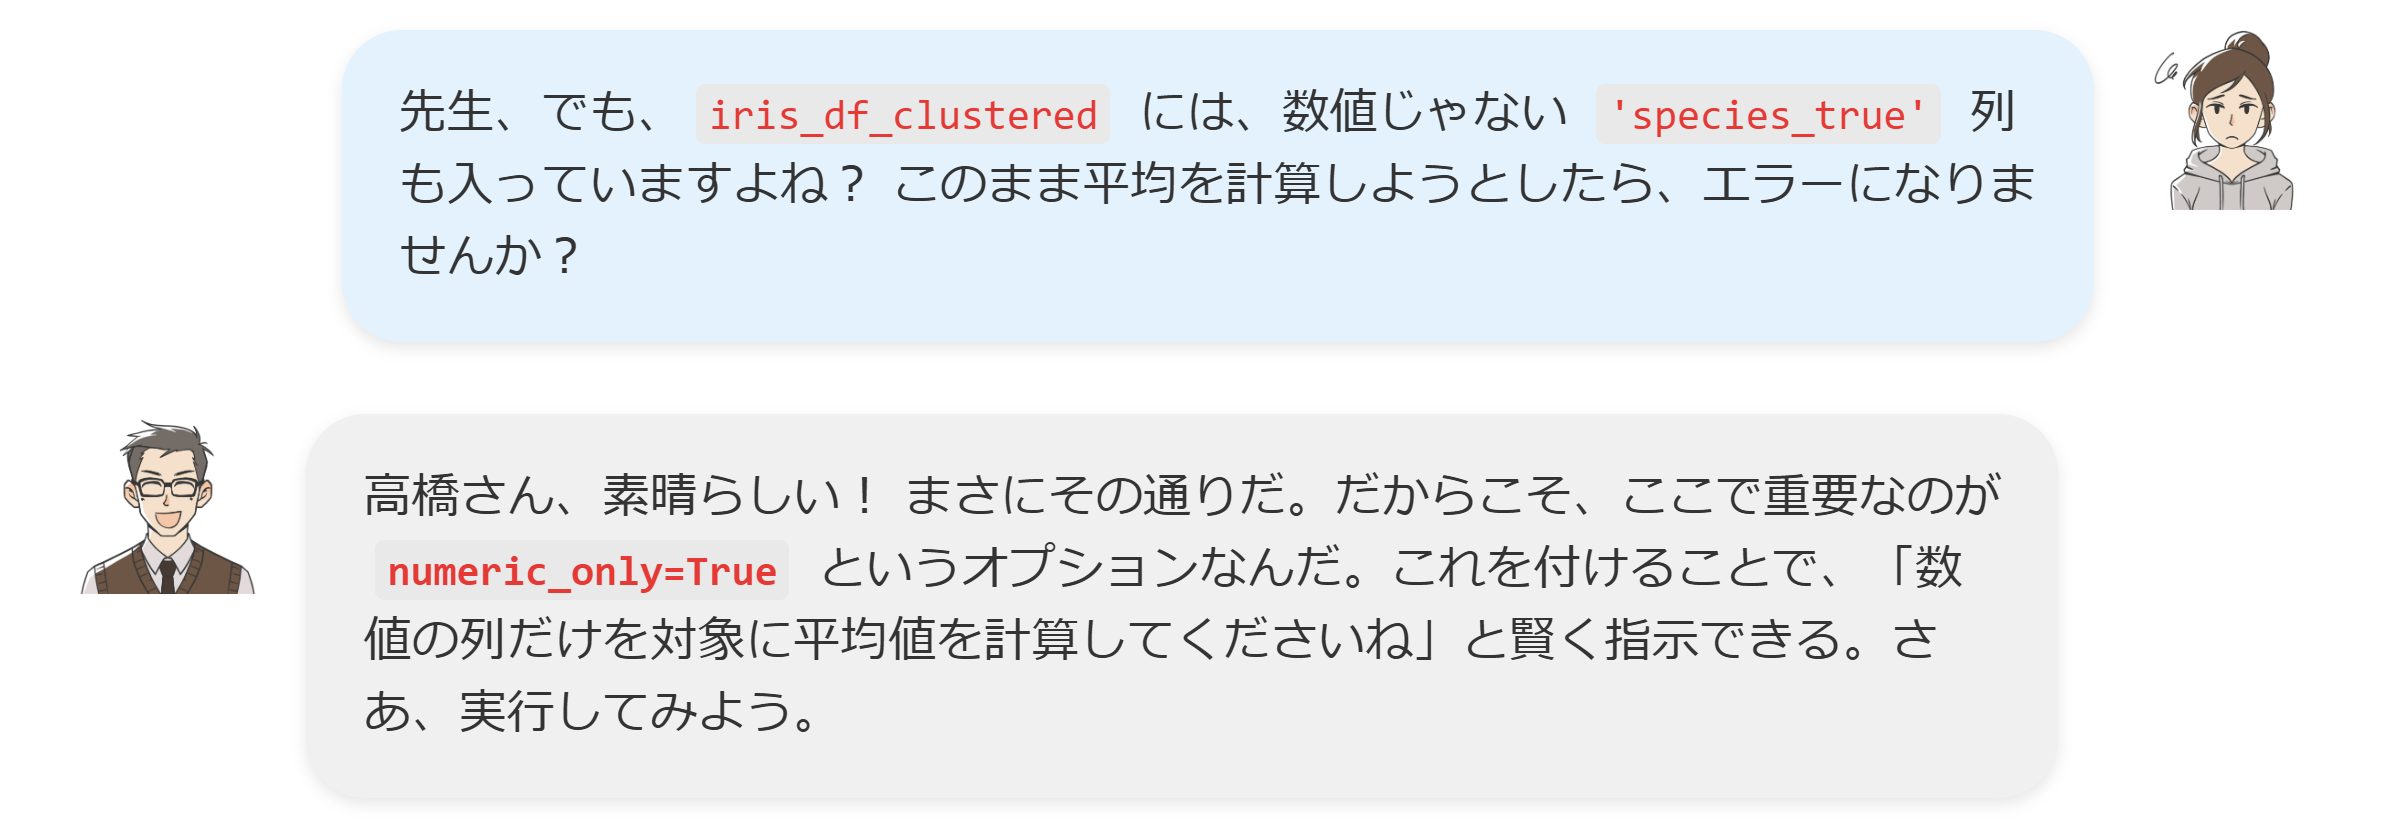 先生、でも、 iris_df_clustered には、数値じゃない 'species_true' 列
も入っていますよね？ このまま平均を計算しようとしたら、エラーになりま
せんか？
高橋さん、素晴らしい！ まさにその通りだ。だからこそ、ここで重要なのが
numeric_only=True というオプションなんだ。これを付けることで、「数
値の列だけを対象に平均値を計算してくださいね」と賢く指示できる。さ
あ、実行してみよう。